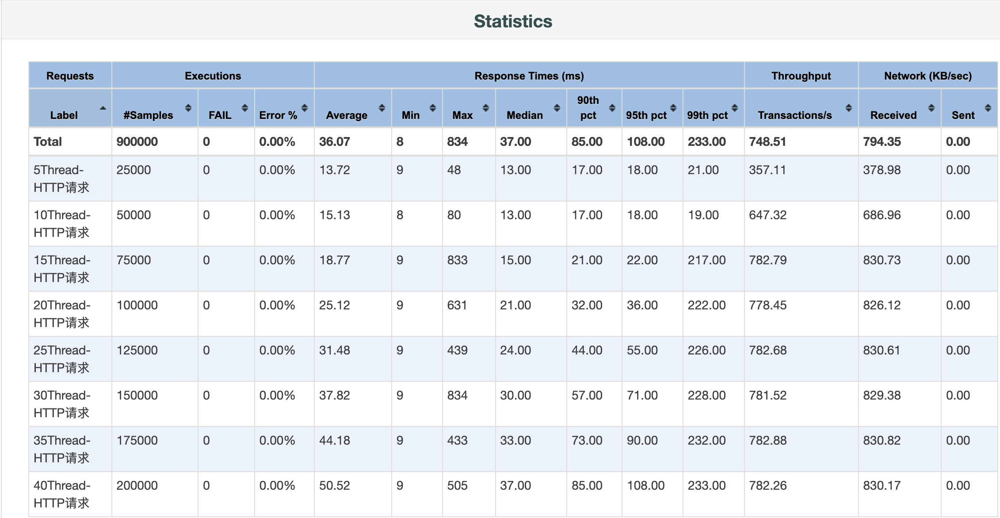 Statistics
Requests Executions Response Times (ms) Throughput Network (KB/sec)
Label #Samples FAIL Error % Average Min Max Median 90th pct 95th pct 99th pct Transactions/s Received Sent
Total 900000 0 0.00% 36.07 8 834 37.00 85.00 108.00 233.00 748.51 794.35 0.00
5Thread-HTTP请求 25000 0 0.00% 13.72 9 48 13.00 17.00 18.00 21.00 357.11 378.98 0.00
10Thread-HTTP请求 50000 0 0.00% 15.13 8 80 13.00 17.00 18.00 19.00 647.32 686.96 0.00
15Thread-HTTP请求 75000 0 0.00% 18.77 9 833 15.00 21.00 22.00 217.00 782.79 830.73 0.00
20Thread-HTTP请求 100000 0 0.00% 25.12 9 631 21.00 32.00 36.00 222.00 778.45 826.12 0.00
25Thread-HTTP请求 125000 0 0.00% 31.48 9 439 24.00 44.00 55.00 226.00 782.68 830.61 0.00
30Thread-HTTP请求 150000 0 0.00% 37.82 9 834 30.00 57.00 71.00 228.00 781.52 829.38 0.00
35Thread-HTTP请求 175000 0 0.00% 44.18 9 433 33.00 73.00 90.00 232.00 782.88 830.82 0.00
40Thread-HTTP请求 200000 0 0.00% 50.52 9 505 37.00 85.00 108.00 233.00 782.26 830.17 0.00